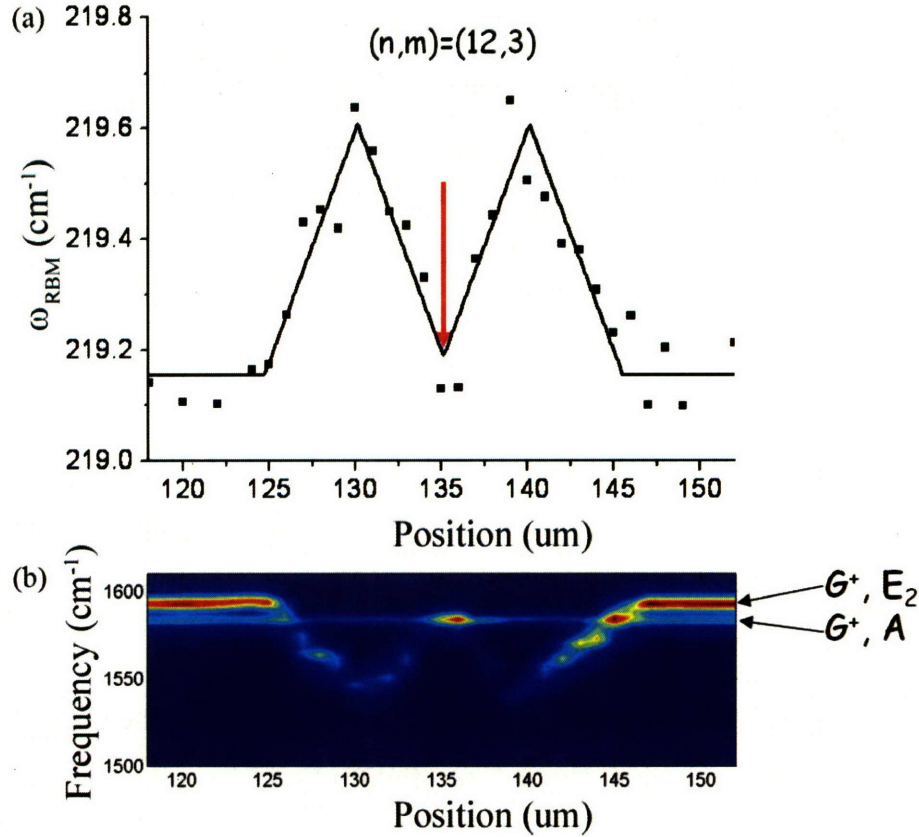 (a)
(n,m)=(12,3)
219.8
219.6
219.4
219.2
219.0
ω_RBM (cm⁻¹)
120 125 130 135 140 145 150
Position (um)
(b)
Frequency (cm⁻¹)
1600
1550
1500
G⁺, E₂
G⁺, A
120 125 130 135 140 145 150
Position (um)